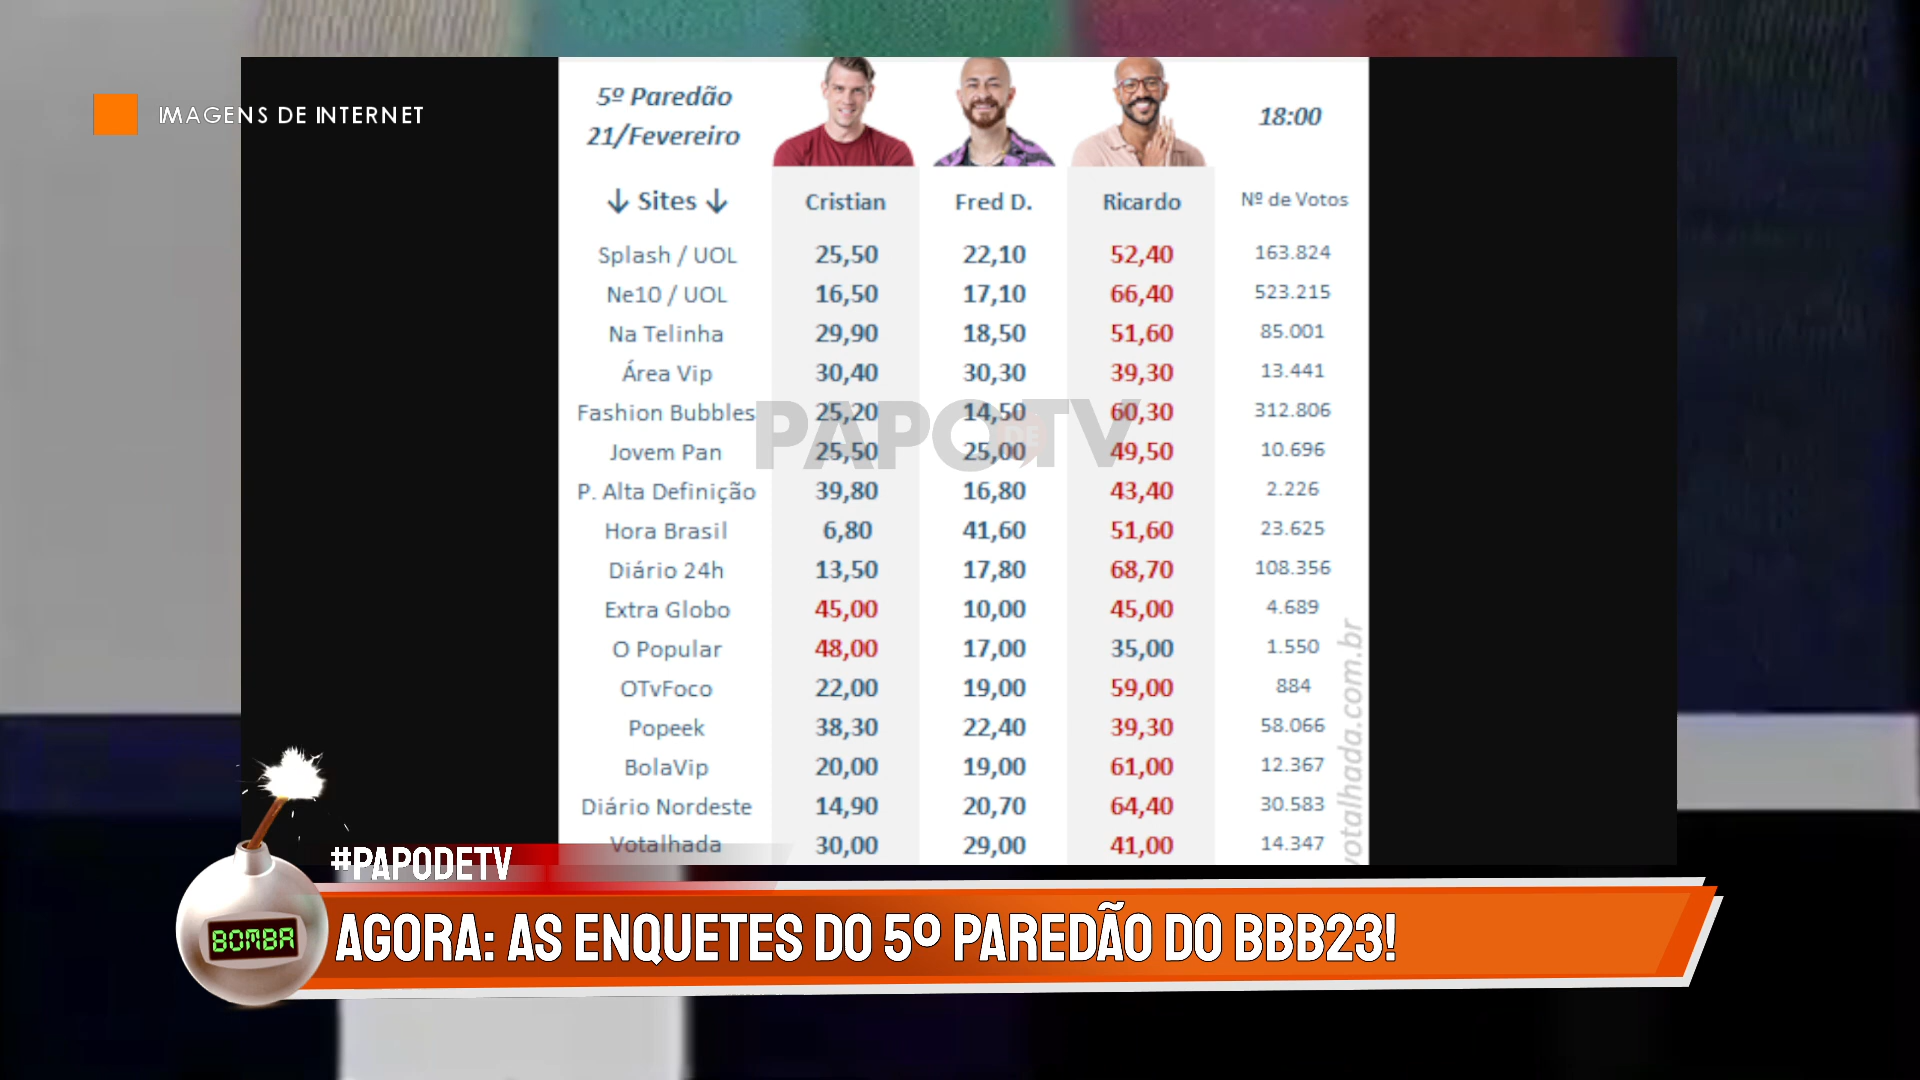 IMAGENS DE INTERNET
5º Paredão
21/Fevereiro
18:00
↓ Sites ↓ Cristian Fred D. Ricardo Nº de Votos
Splash / UOL 25,50 22,10 52,40 163.824
Ne10 / UOL 16,50 17,10 66,40 523.215
Na Telinha 29,90 18,50 51,60 85.001
Área Vip 30,40 30,30 39,30 13.441
Fashion Bubbles 25,20 14,50 60,30 312.806
PAPO DE TV
Jovem Pan 25,50 25,00 49,50 10.696
P. Alta Definição 39,80 16,80 43,40 2.226
Hora Brasil 6,80 41,60 51,60 23.625
Diário 24h 13,50 17,80 68,70 108.356
Extra Globo 45,00 10,00 45,00 4.689
O Popular 48,00 17,00 35,00 1.550
OTvFoco 22,00 19,00 59,00 884
Popeek 38,30 22,40 39,30 58.066
BolaVip 20,00 19,00 61,00 12.367
Diário Nordeste 14,90 20,70 64,40 30.583
Votalhada 30,00 29,00 41,00 14.347
votalhada.com.br
#PAPODETV
BOMBA
AGORA: AS ENQUETES DO 5º PAREDÃO DO BBB23!